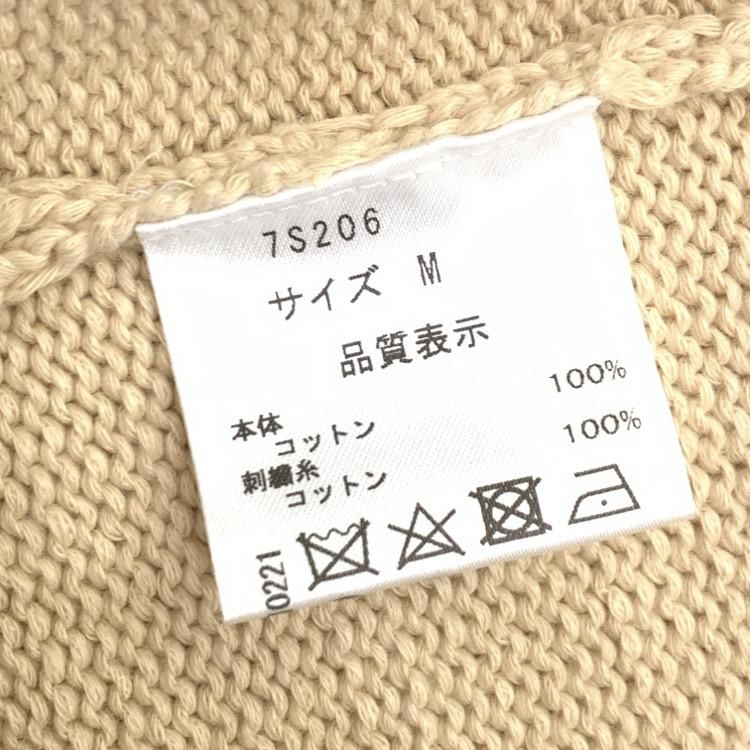 7S206
サイズ M
品質表示
本体
コットン 100%
刺繍糸
コットン 100%
0221